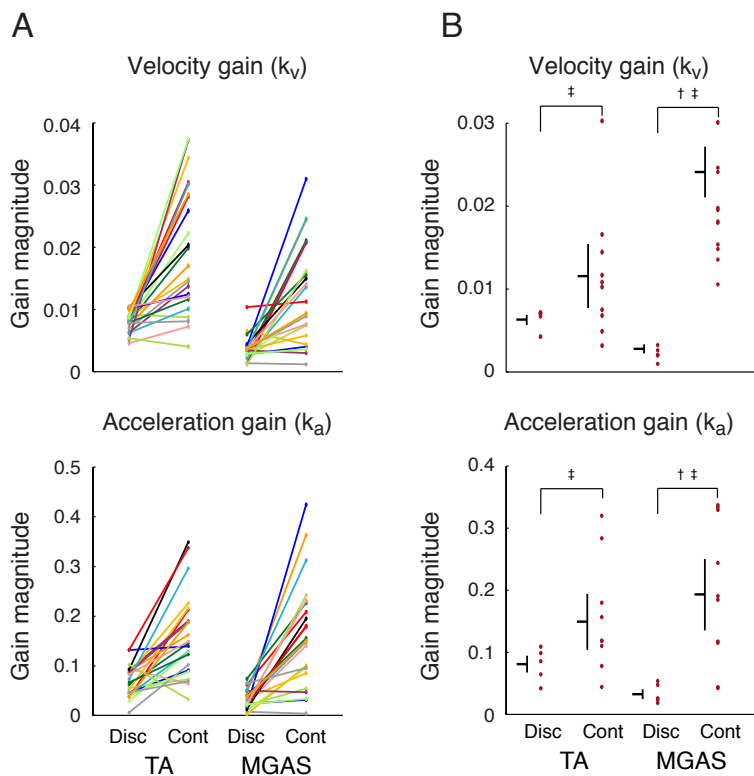 A
B
Velocity gain (kv)
Velocity gain (kv)
‡
† ‡
0.04
0.03
0.02
0.01
0
Gain magnitude
0.03
0.02
0.01
0
Gain magnitude
Acceleration gain (ka)
Acceleration gain (ka)
‡
† ‡
0.5
0.4
0.3
0.2
0.1
0
Gain magnitude
0.4
0.3
0.2
0.1
0
Gain magnitude
Disc Cont Disc Cont
TA MGAS
Disc Cont Disc Cont
TA MGAS